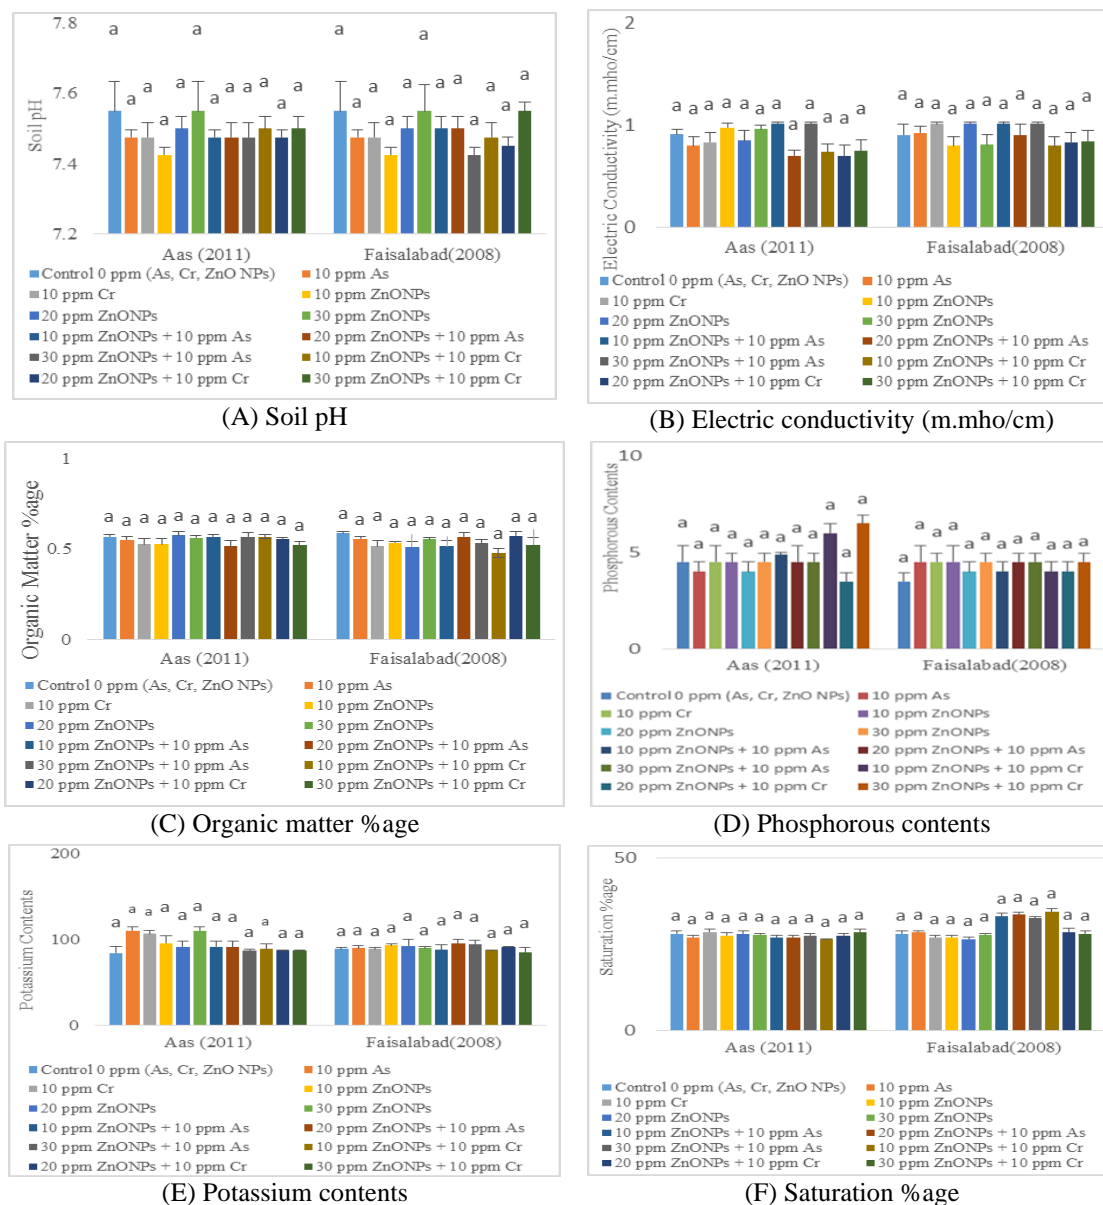 7.8
7.6
7.4
7.2
Soil pH
a a a a a a a a a a a a
a a a a a a a a a a a a
Aas (2011) Faisalabad(2008)
Control 0 ppm (As, Cr, ZnO NPs) 10 ppm As
10 ppm Cr 10 ppm ZnONPs
20 ppm ZnONPs 30 ppm ZnONPs
10 ppm ZnONPs + 10 ppm As 20 ppm ZnONPs + 10 ppm As
30 ppm ZnONPs + 10 ppm As 10 ppm ZnONPs + 10 ppm Cr
20 ppm ZnONPs + 10 ppm Cr 30 ppm ZnONPs + 10 ppm Cr
(A) Soil pH
2
1
0
Electric Conductivity (m.mho/cm)
a a a a a a a a a a a a
a a a a a a a a a a a a
Aas (2011) Faisalabad(2008)
Control 0 ppm (As, Cr, ZnO NPs) 10 ppm As
10 ppm Cr 10 ppm ZnONPs
20 ppm ZnONPs 30 ppm ZnONPs
10 ppm ZnONPs + 10 ppm As 20 ppm ZnONPs + 10 ppm As
30 ppm ZnONPs + 10 ppm As 10 ppm ZnONPs + 10 ppm Cr
20 ppm ZnONPs + 10 ppm Cr 30 ppm ZnONPs + 10 ppm Cr
(B) Electric conductivity (m.mho/cm)
1
0.5
0
Organic Matter %age
a a a a a a a a a a a a
a a a a a a a a a a a a
Aas (2011) Faisalabad(2008)
Control 0 ppm (As, Cr, ZnO NPs) 10 ppm As
10 ppm Cr 10 ppm ZnONPs
20 ppm ZnONPs 30 ppm ZnONPs
10 ppm ZnONPs + 10 ppm As 20 ppm ZnONPs + 10 ppm As
30 ppm ZnONPs + 10 ppm As 10 ppm ZnONPs + 10 ppm Cr
20 ppm ZnONPs + 10 ppm Cr 30 ppm ZnONPs + 10 ppm Cr
(C) Organic matter %age
10
5
0
Phosphorous Contents
a a a a a a a a a a a a
a a a a a a a a a a a a
Aas (2011) Faisalabad(2008)
Control 0 ppm (As, Cr, ZnO NPs) 10 ppm As
10 ppm Cr 10 ppm ZnONPs
20 ppm ZnONPs 30 ppm ZnONPs
10 ppm ZnONPs + 10 ppm As 20 ppm ZnONPs + 10 ppm As
30 ppm ZnONPs + 10 ppm As 10 ppm ZnONPs + 10 ppm Cr
20 ppm ZnONPs + 10 ppm Cr 30 ppm ZnONPs + 10 ppm Cr
(D) Phosphorous contents
200
100
0
Potassium Contents
a a a a a a a a a a a a
a a a a a a a a a a a a
Aas (2011) Faisalabad(2008)
Control 0 ppm (As, Cr, ZnO NPs) 10 ppm As
10 ppm Cr 10 ppm ZnONPs
20 ppm ZnONPs 30 ppm ZnONPs
10 ppm ZnONPs + 10 ppm As 20 ppm ZnONPs + 10 ppm As
30 ppm ZnONPs + 10 ppm As 10 ppm ZnONPs + 10 ppm Cr
20 ppm ZnONPs + 10 ppm Cr 30 ppm ZnONPs + 10 ppm Cr
(E) Potassium contents
50
0
Saturation %age
a a a a a a a a a a a a
a a a a a a a a a a a a
Aas (2011) Faisalabad(2008)
Control 0 ppm (As, Cr, ZnO NPs) 10 ppm As
10 ppm Cr 10 ppm ZnONPs
20 ppm ZnONPs 30 ppm ZnONPs
10 ppm ZnONPs + 10 ppm As 20 ppm ZnONPs + 10 ppm As
30 ppm ZnONPs + 10 ppm As 10 ppm ZnONPs + 10 ppm Cr
20 ppm ZnONPs + 10 ppm Cr 30 ppm ZnONPs + 10 ppm Cr
(F) Saturation %age